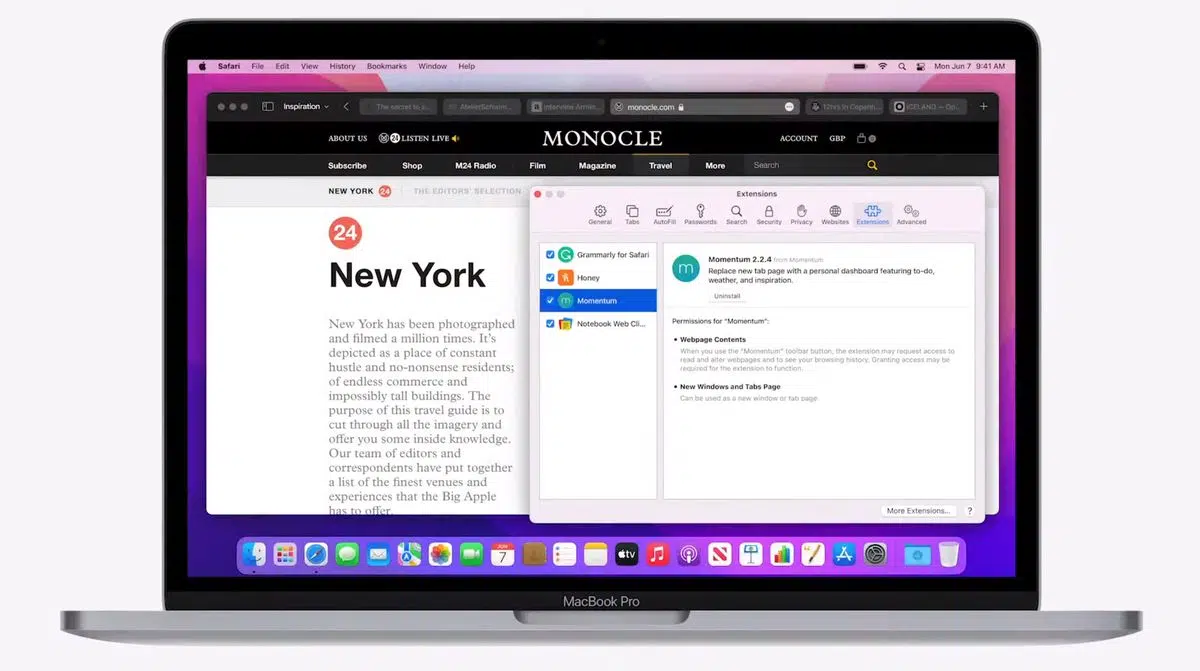 Safari File Edit View History Bookmarks Window Help Mon Jun 7 9:41 AM
Inspiration The secret to a... monocle.com 12hrs in Copenh... ICELAND — Op...
ABOUT US 24 LISTEN LIVE MONOCLE ACCOUNT GBP 0
Subscribe Shop M24 Radio Film Magazine Travel More Search
NEW YORK 24 THE EDITORS' SELECTION
24
New York
New York has been photographed
and filmed a million times. It's
depicted as a place of constant
hustle and no-nonsense residents;
of endless commerce and
impossibly tall buildings. The
purpose of this travel guide is to
cut through all the imagery and
offer you some inside knowledge.
Our team of editors and
correspondents have put together
a list of the finest venues and
experiences that the Big Apple
has to offer.
Extensions
General Tabs AutoFill Passwords Search Security Privacy Websites Extensions Advanced
Grammarly for Safari
Honey
Momentum
Notebook Web Cli...
Momentum 2.2.4 from Momentum
Replace new tab page with a personal dashboard featuring to-do,
weather, and inspiration.
Uninstall
Permissions for "Momentum":
• Webpage Contents
When you use the "Momentum" toolbar button, the extension may request access to
read and alter webpages and to see your browsing history. Granting access may be
required for the extension to function.
• New Windows and Tabs Page
Can be used as a new window or tab page.
More Extensions... ?
JUN
7
tv
MacBook Pro